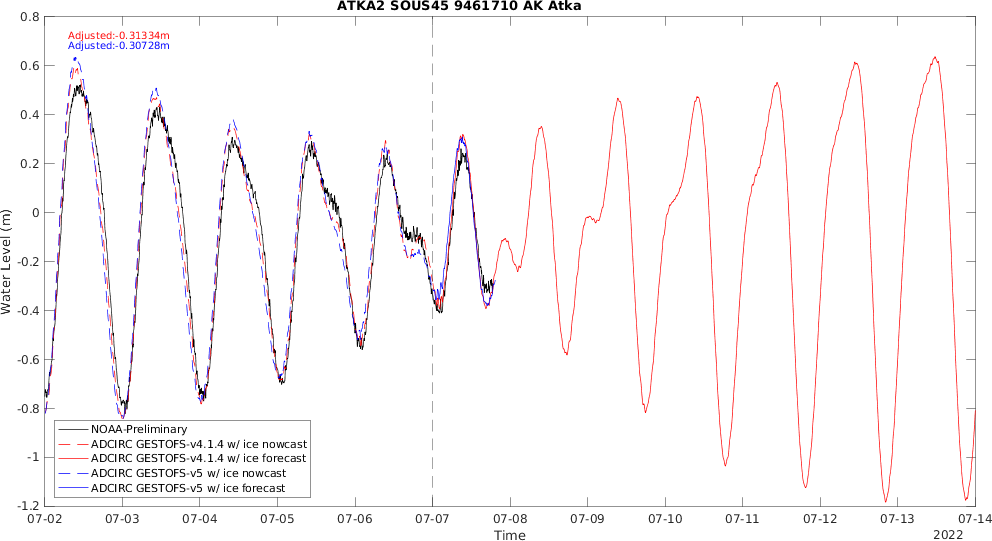 ATKA2 SOUS45 9461710 AK Atka
Adjusted:-0.31334m
Adjusted:-0.30728m
Water Level (m)
0.8
0.6
0.4
0.2
0
-0.2
-0.4
-0.6
-0.8
-1
-1.2
NOAA-Preliminary
ADCIRC GESTOFS-v4.1.4 w/ ice nowcast
ADCIRC GESTOFS-v4.1.4 w/ ice forecast
ADCIRC GESTOFS-v5 w/ ice nowcast
ADCIRC GESTOFS-v5 w/ ice forecast
07-02 07-03 07-04 07-05 07-06 07-07 07-08 07-09 07-10 07-11 07-12 07-13 07-14
Time
2022